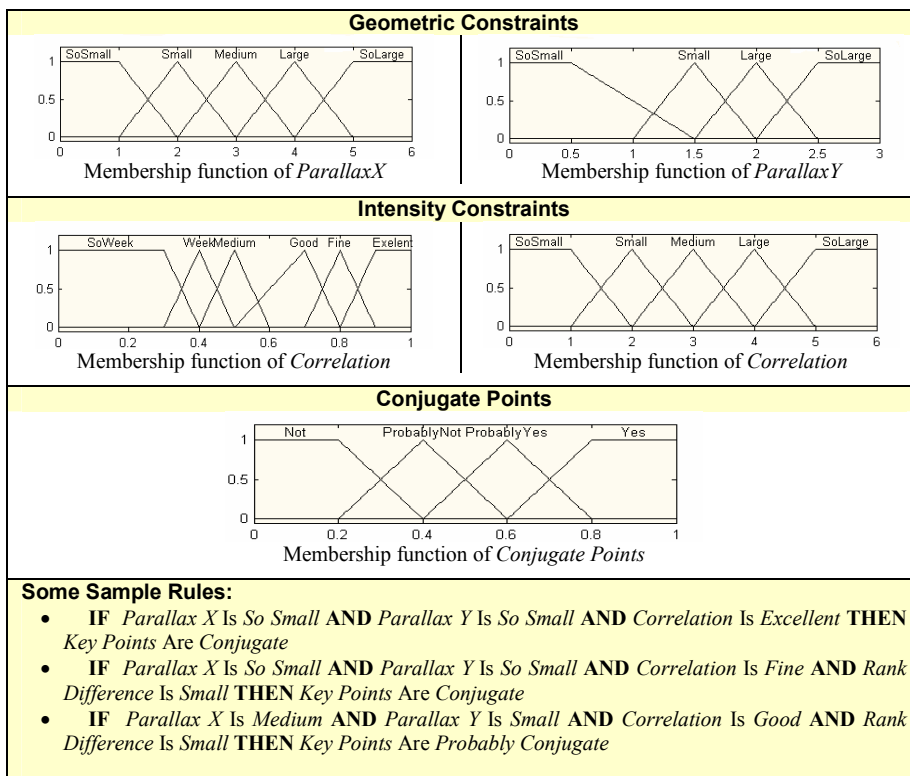 Geometric Constraints
SoSmall Small Medium Large SoLarge
1
0.5
0
0 1 2 3 4 5 6
Membership function of ParallaxX
SoSmall Small Large SoLarge
1
0.5
0
0 0.5 1 1.5 2 2.5 3
Membership function of ParallaxY
Intensity Constraints
SoWeek WeekMedium Good Fine Exelent
1
0.5
0
0 0.2 0.4 0.6 0.8 1
Membership function of Correlation
SoSmall Small Medium Large SoLarge
1
0.5
0
0 1 2 3 4 5 6
Membership function of Correlation
Conjugate Points
Not ProbablyNot ProbablyYes Yes
1
0.5
0
0 0.2 0.4 0.6 0.8 1
Membership function of Conjugate Points
Some Sample Rules:
• IF Parallax X Is So Small AND Parallax Y Is So Small AND Correlation Is Excellent THEN
Key Points Are Conjugate
• IF Parallax X Is So Small AND Parallax Y Is So Small AND Correlation Is Fine AND Rank
Difference Is Small THEN Key Points Are Conjugate
• IF Parallax X Is Medium AND Parallax Y Is Small AND Correlation Is Good AND Rank
Difference Is Small THEN Key Points Are Probably Conjugate